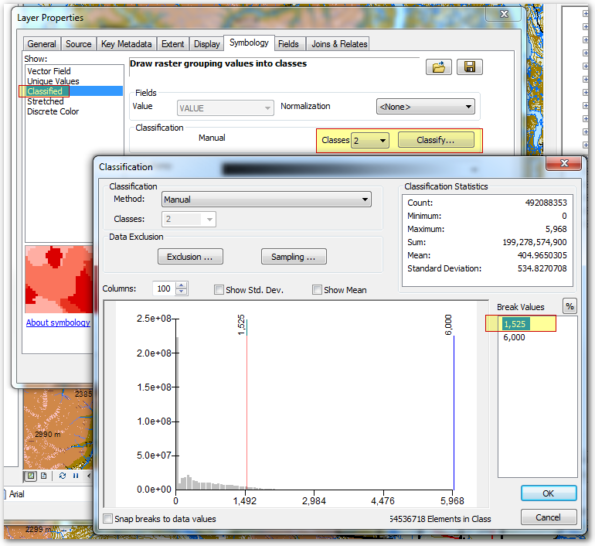 Layer Properties
General Source Key Metadata Extent Display Symbology Fields Joins & Relates
Show:
Vector Field
Unique Values
Classified
Stretched
Discrete Color
Draw raster grouping values into classes
Fields
Value VALUE Normalization <None>
Classification
Manual Classes 2 Classify...
About symbology
Classification
Classification
Method: Manual
Classes: 2
Data Exclusion
Exclusion ... Sampling ...
Classification Statistics
Count: 492088353
Minimum: 0
Maximum: 5,968
Sum: 199,278,574,900
Mean: 404.9650305
Standard Deviation: 534.8270708
Columns: 100 Show Std. Dev. Show Mean
Break Values %
1,525
6,000
2.5e+08
2.0e+08
1.5e+08
1.0e+08
5.0e+07
0.0e+00
1,525
6,000
0 1,492 2,984 4,476 5,968
OK
Cancel
Snap breaks to data values
54536718 Elements in Class
2385
2890 m
Arial
2299 m